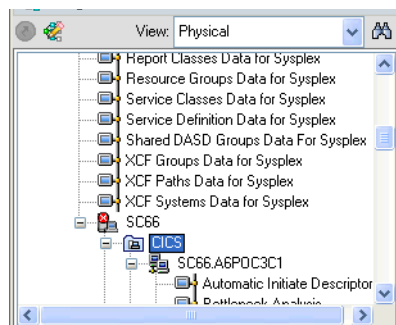 View: Physical
Report Classes Data for Sysplex
Resource Groups Data for Sysplex
Service Classes Data for Sysplex
Service Definition Data for Sysplex
Shared DASD Groups Data For Sysplex
XCF Groups Data for Sysplex
XCF Paths Data for Sysplex
XCF Systems Data for Sysplex
SC66
CICS
SC66.A6POC3C1
Automatic Initiate Descriptor
Bottleneck Analysis